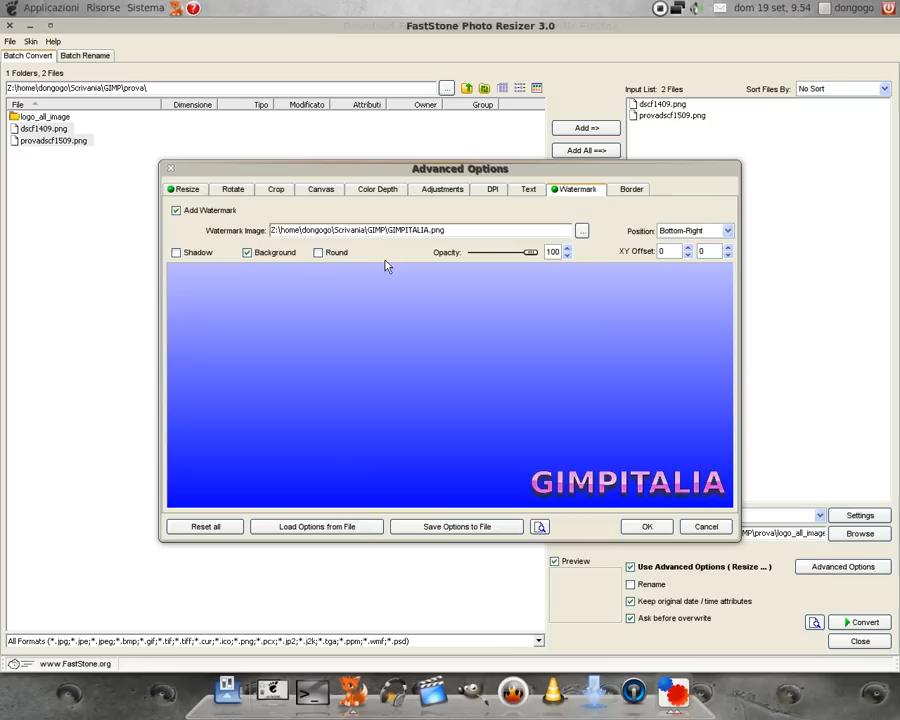 Applicazioni Risorse Sistema dom 19 set, 9.54 dongogo
FastStone Photo Resizer 3.0
File Skin Help
Batch Convert Batch Rename
1 Folders, 2 Files
Z:\home\dongogo\Scrivania\GIMP\prova\ ...
Input List: 2 Files Sort Files By: No Sort
File Dimensione Tipo Modificato Attributi Owner Group
logo_all_image
dscf1409.png
provadscf1509.png
dscf1409.png
provadscf1509.png
Add =>
Add All ==>
Advanced Options
Resize Rotate Crop Canvas Color Depth Adjustments DPI Text Watermark Border
Add Watermark
Watermark Image: Z:\home\dongogo\Scrivania\GIMP\GIMPITALIA.png ... Position: Bottom-Right
Shadow Background Round Opacity: 100 XY Offset: 0 0
GIMPITALIA
Reset all Load Options from File Save Options to File OK Cancel
Settings
MP\prova\logo_all_image Browse
Preview Use Advanced Options ( Resize ... ) Advanced Options
Rename
Keep original date / time attributes
Ask before overwrite Convert
All Formats (*.jpg;*.jpe;*.jpeg;*.bmp;*.gif;*.tif;*.tiff;*.cur;*.ico;*.png;*.pcx;*.jp2;*.j2k;*.tga;*.ppm;*.wmf;*.psd) Close
www.FastStone.org